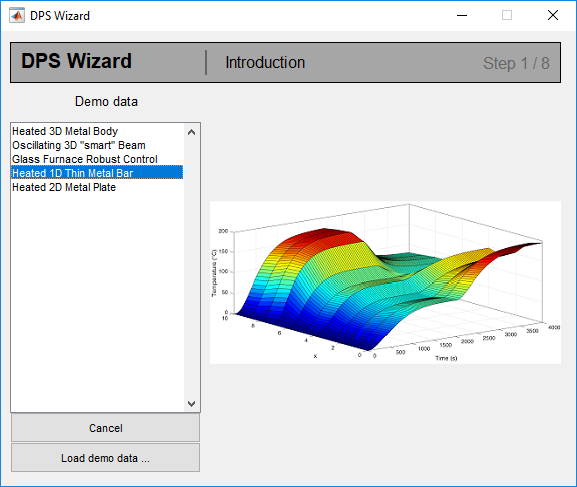 DPS Wizard
DPS Wizard
Introduction
Step 1 / 8
Demo data
Heated 3D Metal Body
Oscillating 3D "smart" Beam
Glass Furnace Robust Control
Heated 1D Thin Metal Bar
Heated 2D Metal Plate
Cancel
Load demo data ...
200
150
100
50
0
Temperature (°C)
10
8
6
4
2
0
x
0
500
1000
1500
2000
2500
3000
3500
4000
Time (s)